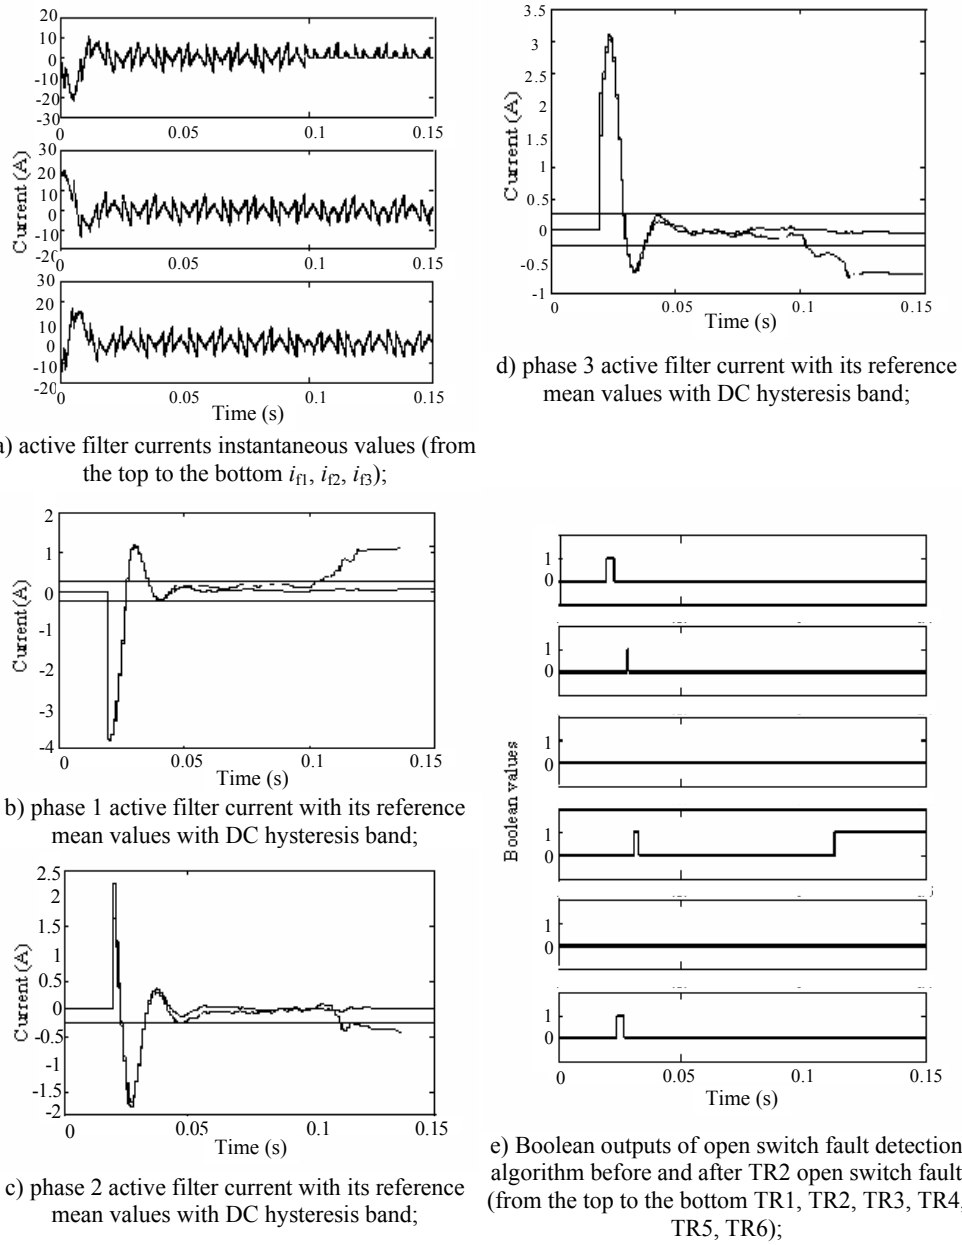 20
10
0
-10
-20
-30
0 0.05 0.1 0.15
30
20
10
0
-10
-20
0 0.05 0.1 0.15
30
20
10
0
-10
-20
0 0.05 0.1 0.15
Current (A)
Time (s)
a) active filter currents instantaneous values (from
the top to the bottom if1, if2, if3);
2
1
0
-1
-2
-3
-4
0 0.05 0.1 0.15
Current (A)
Time (s)
b) phase 1 active filter current with its reference
mean values with DC hysteresis band;
2.5
1.5
1
0.5
0
-0.5
-1
-1.5
-2
0 0.05 0.1 0.15
Current (A)
Time (s)
c) phase 2 active filter current with its reference
mean values with DC hysteresis band;
3.5
3
2.5
2
1.5
1
0.5
0
-0.5
-1
0 0.05 0.1 0.15
Current (A)
Time (s)
d) phase 3 active filter current with its reference
mean values with DC hysteresis band;
1
0
1
0
1
0
1
0
1
0
1
0
0 0.05 0.1 0.15
Boolean values
Time (s)
e) Boolean outputs of open switch fault detection
algorithm before and after TR2 open switch fault
(from the top to the bottom TR1, TR2, TR3, TR4,
TR5, TR6);